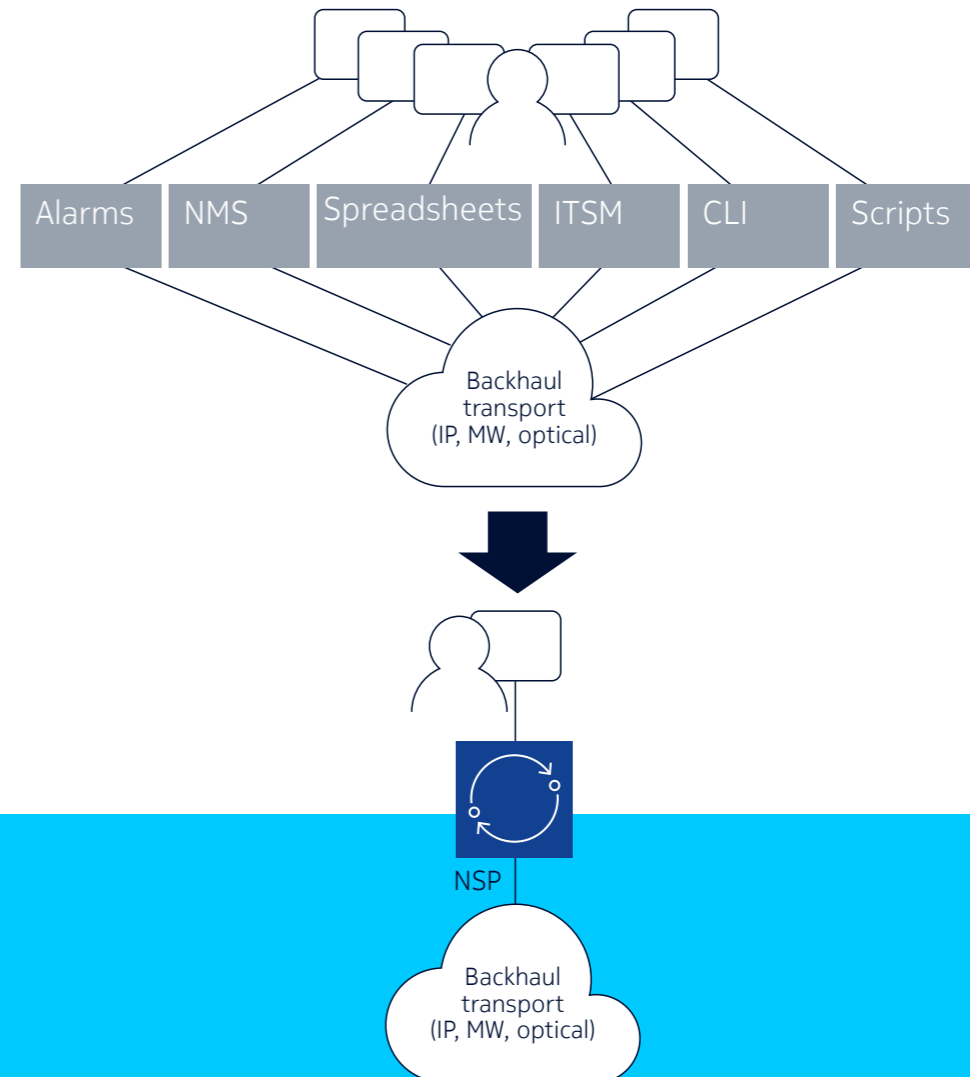 Alarms NMS Spreadsheets ITSM CLI Scripts
Backhaul
transport
(IP, MW, optical)
NSP
Backhaul
transport
(IP, MW, optical)